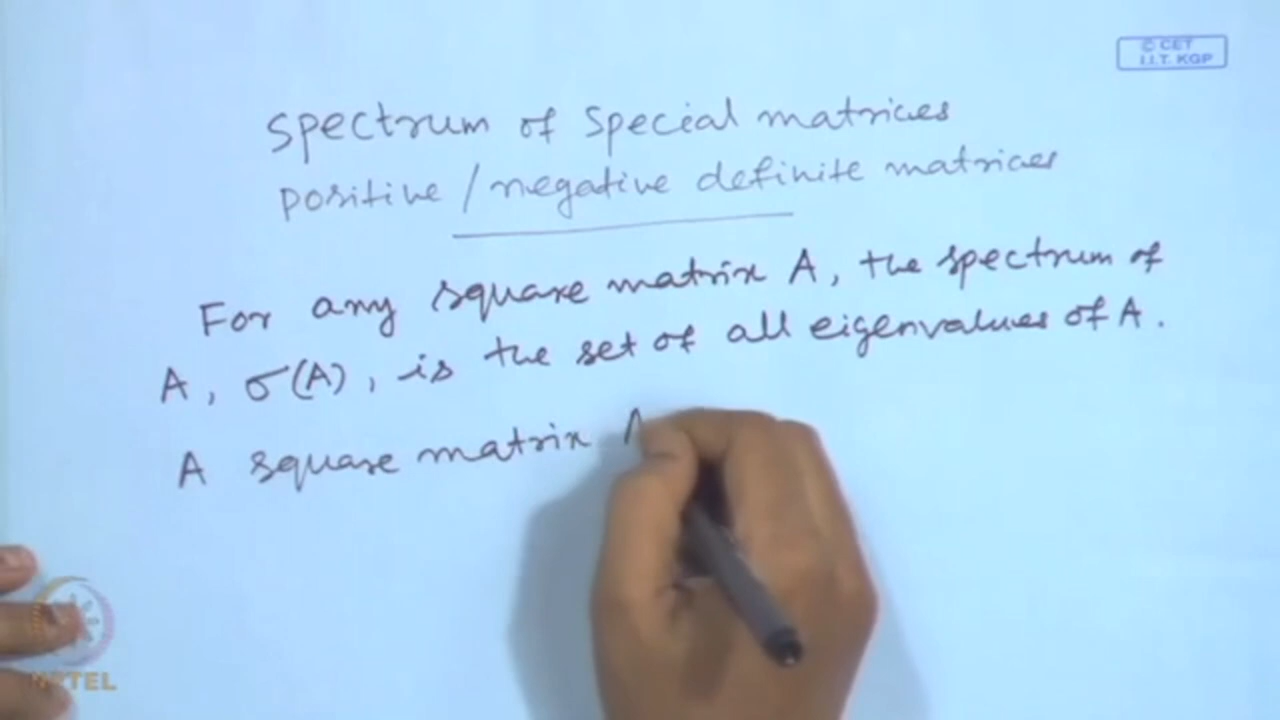 © CET
I.I.T. KGP
Spectrum of Special matrices
positive / negative definite matrices
For any square matrix A, the spectrum of
A, σ(A), is the set of all eigenvalues of A.
A square matrix A
NPTEL